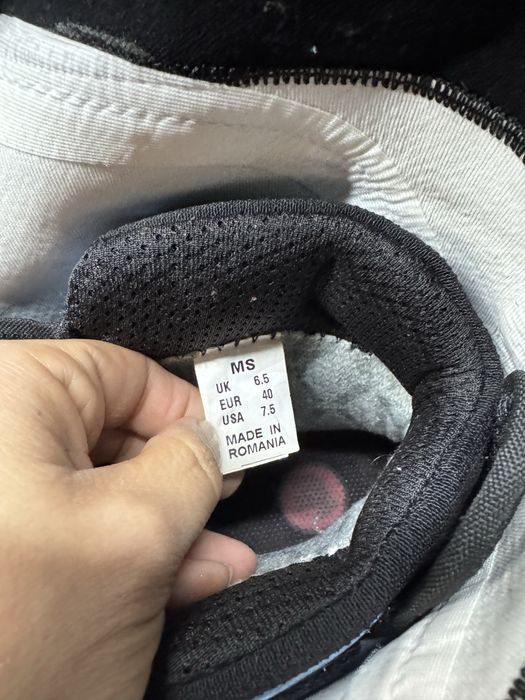 MS
UK 6.5
EUR 40
USA 7.5
MADE IN
ROMANIA